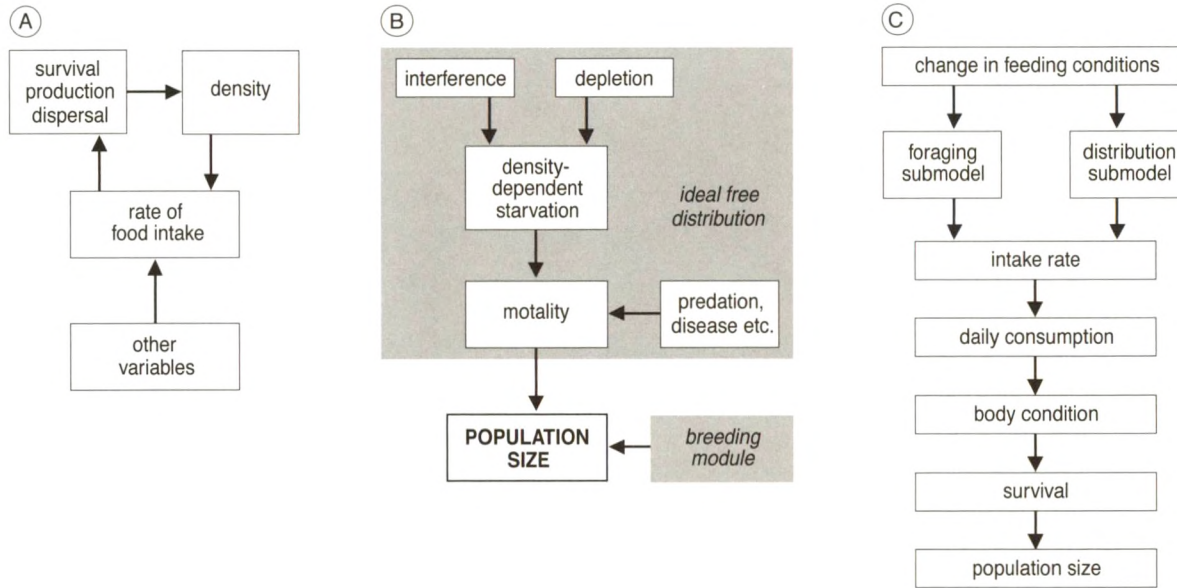 A
survival
production
dispersal
density
rate of
food intake
other
variables
B
interference
depletion
density-
dependent
starvation
ideal free
distribution
motality
predation,
disease etc.
POPULATION
SIZE
breeding
module
C
change in feeding conditions
foraging
submodel
distribution
submodel
intake rate
daily consumption
body condition
survival
population size